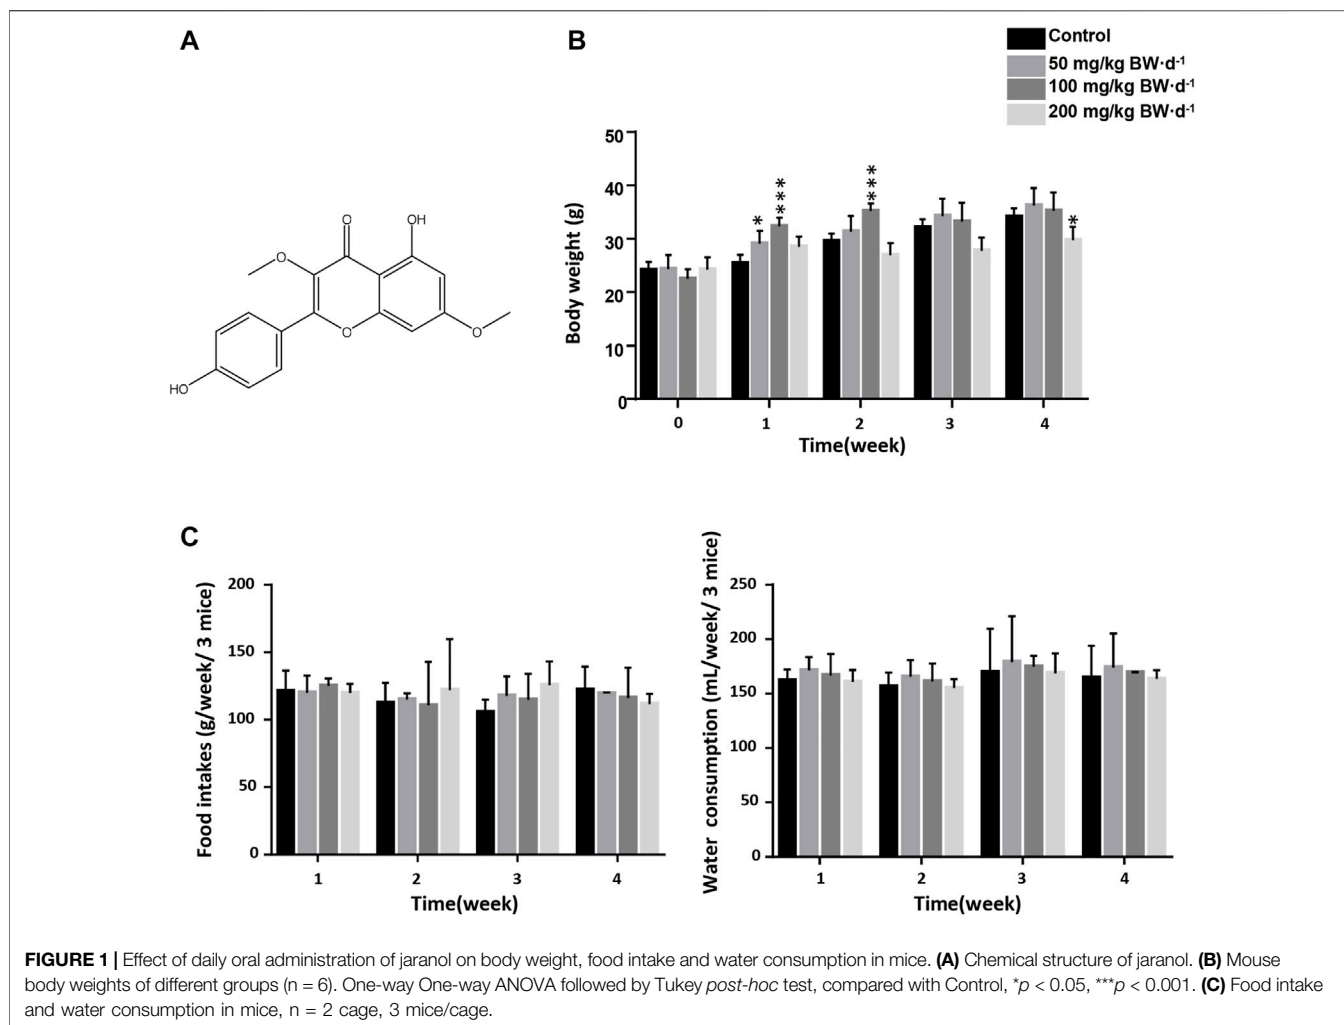 A
O
OH
O
O
O
HO
B
Control
50 mg/kg BW·d-1
100 mg/kg BW·d-1
200 mg/kg BW·d-1
Body weight (g)
50
40
30
20
10
0
*
***
***
*
0 1 2 3 4
Time(week)
C
Food intakes (g/week/ 3 mice)
200
150
100
50
0
1 2 3 4
Time(week)
Water consumption (mL/week/ 3 mice)
250
200
150
100
50
0
1 2 3 4
Time(week)
FIGURE 1 | Effect of daily oral administration of jaranol on body weight, food intake and water consumption in mice. (A) Chemical structure of jaranol. (B) Mouse
body weights of different groups (n = 6). One-way One-way ANOVA followed by Tukey post-hoc test, compared with Control, *p < 0.05, ***p < 0.001. (C) Food intake
and water consumption in mice, n = 2 cage, 3 mice/cage.